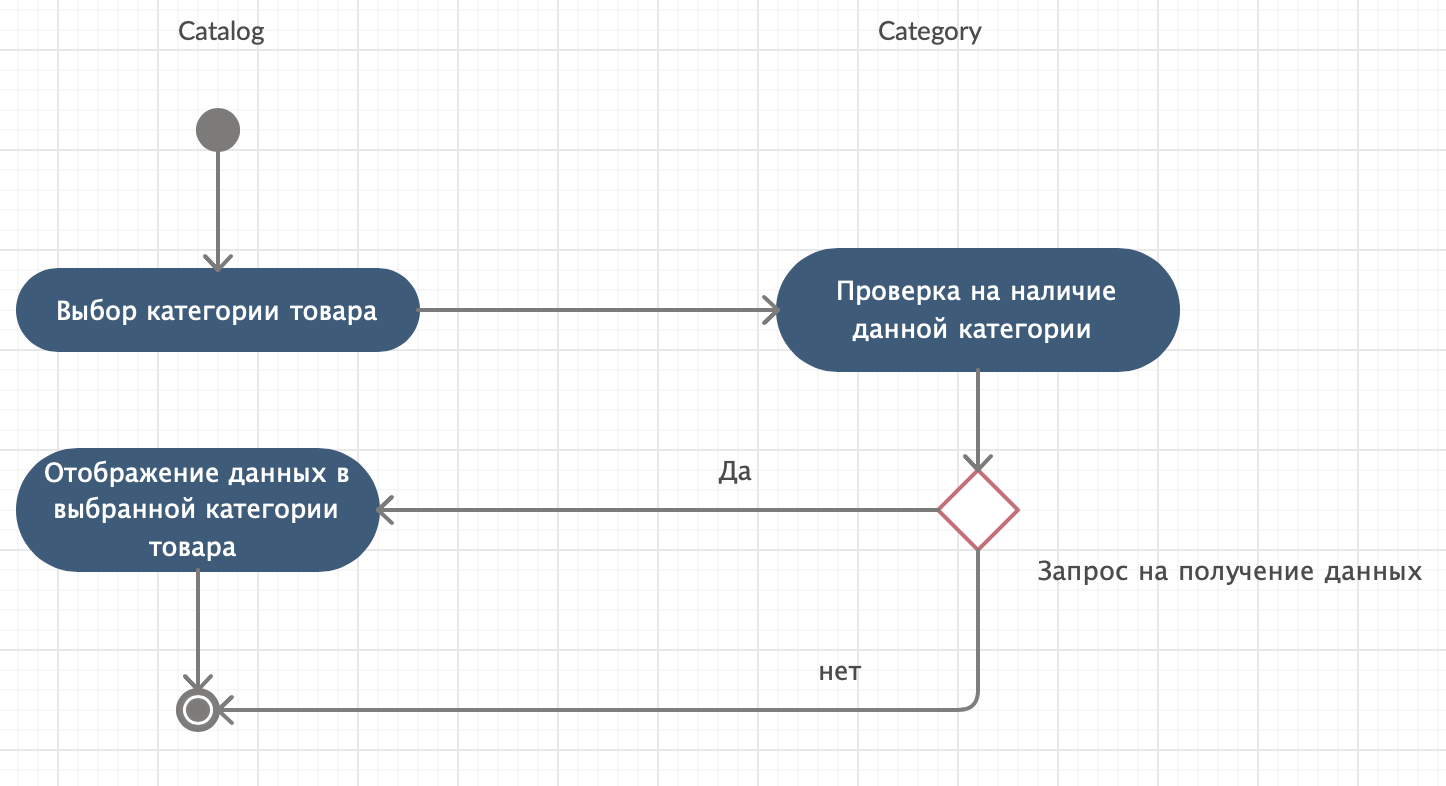 Catalog
Category
Выбор категории товара
Проверка на наличие
данной категории
Отображение данных в
выбранной категории
товара
Да
Запрос на получение данных
нет